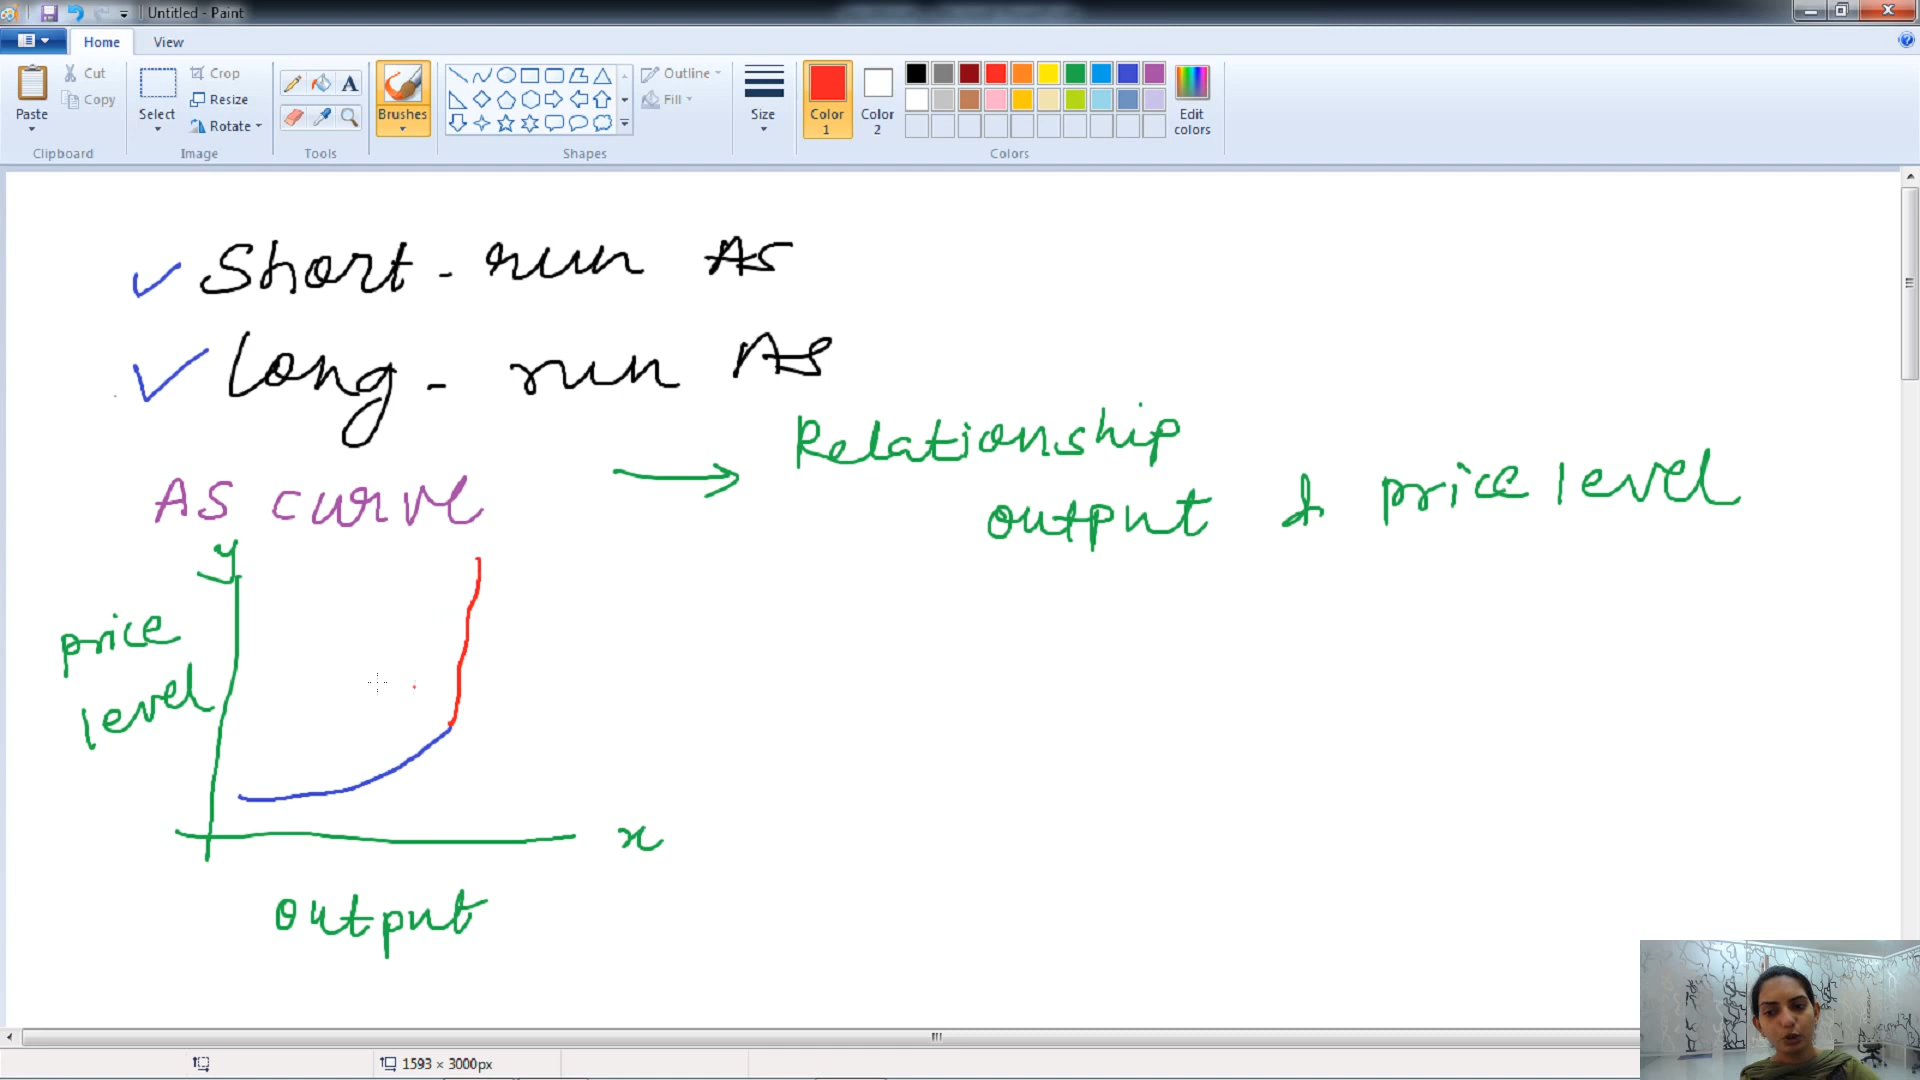 Untitled - Paint
Home View
Paste
Cut
Copy
Clipboard
Select
Crop
Resize
Rotate
Image
Tools
Brushes
Shapes
Outline
Fill
Size
Color 1
Color 2
Edit colors
Colors
Short-run AS
Long-run AS
AS curve
Relationship
output & price level
y
price
level
x
output
1593 × 3000px